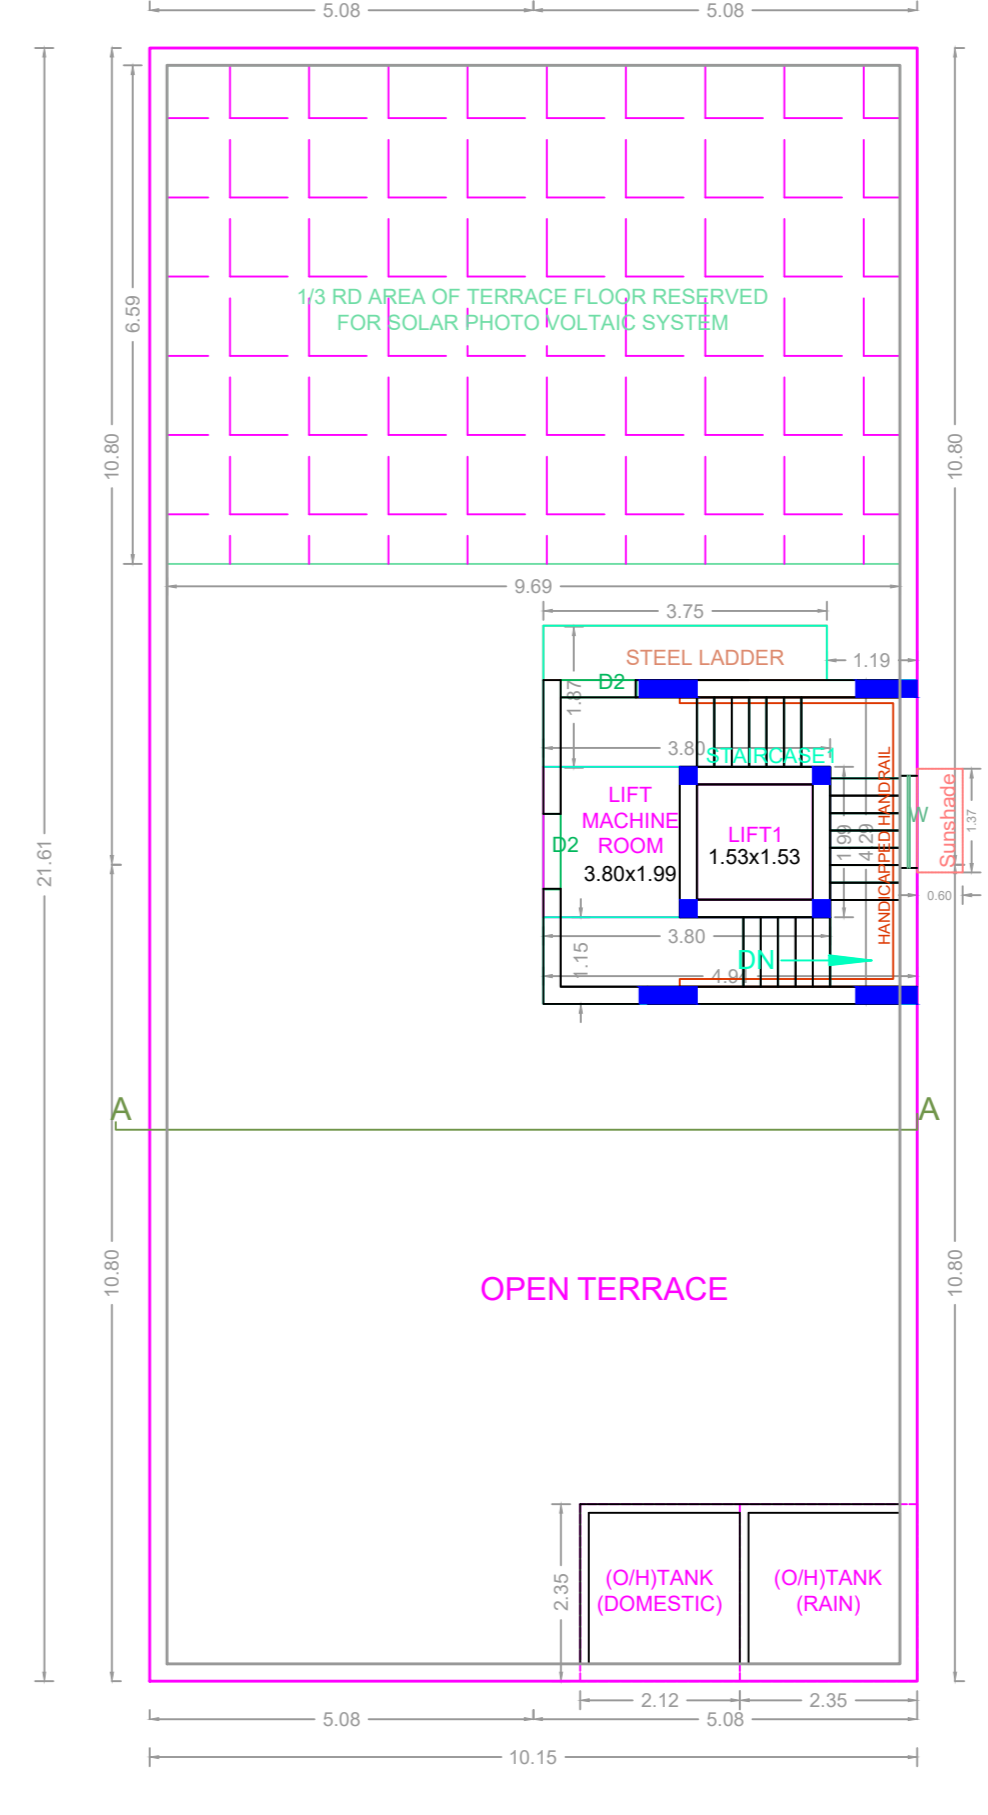 5.08
5.08
6.59
10.80
10.80
21.61
1/3 RD AREA OF TERRACE FLOOR RESERVED
FOR SOLAR PHOTO VOLTAIC SYSTEM
9.69
3.75
STEEL LADDER
1.19
D2
1.87
3.80
STAIRCASE1
LIFT
MACHINE
ROOM
3.80x1.99
D2
LIFT1
1.53x1.53
1.99
4.29
HANDICAPPED HANDRAIL
W
Sunshade
1.37
0.60
3.80
1.15
DN
A
A
OPEN TERRACE
10.80
10.80
2.35
(O/H)TANK
(DOMESTIC)
(O/H)TANK
(RAIN)
2.12
2.35
5.08
5.08
10.15